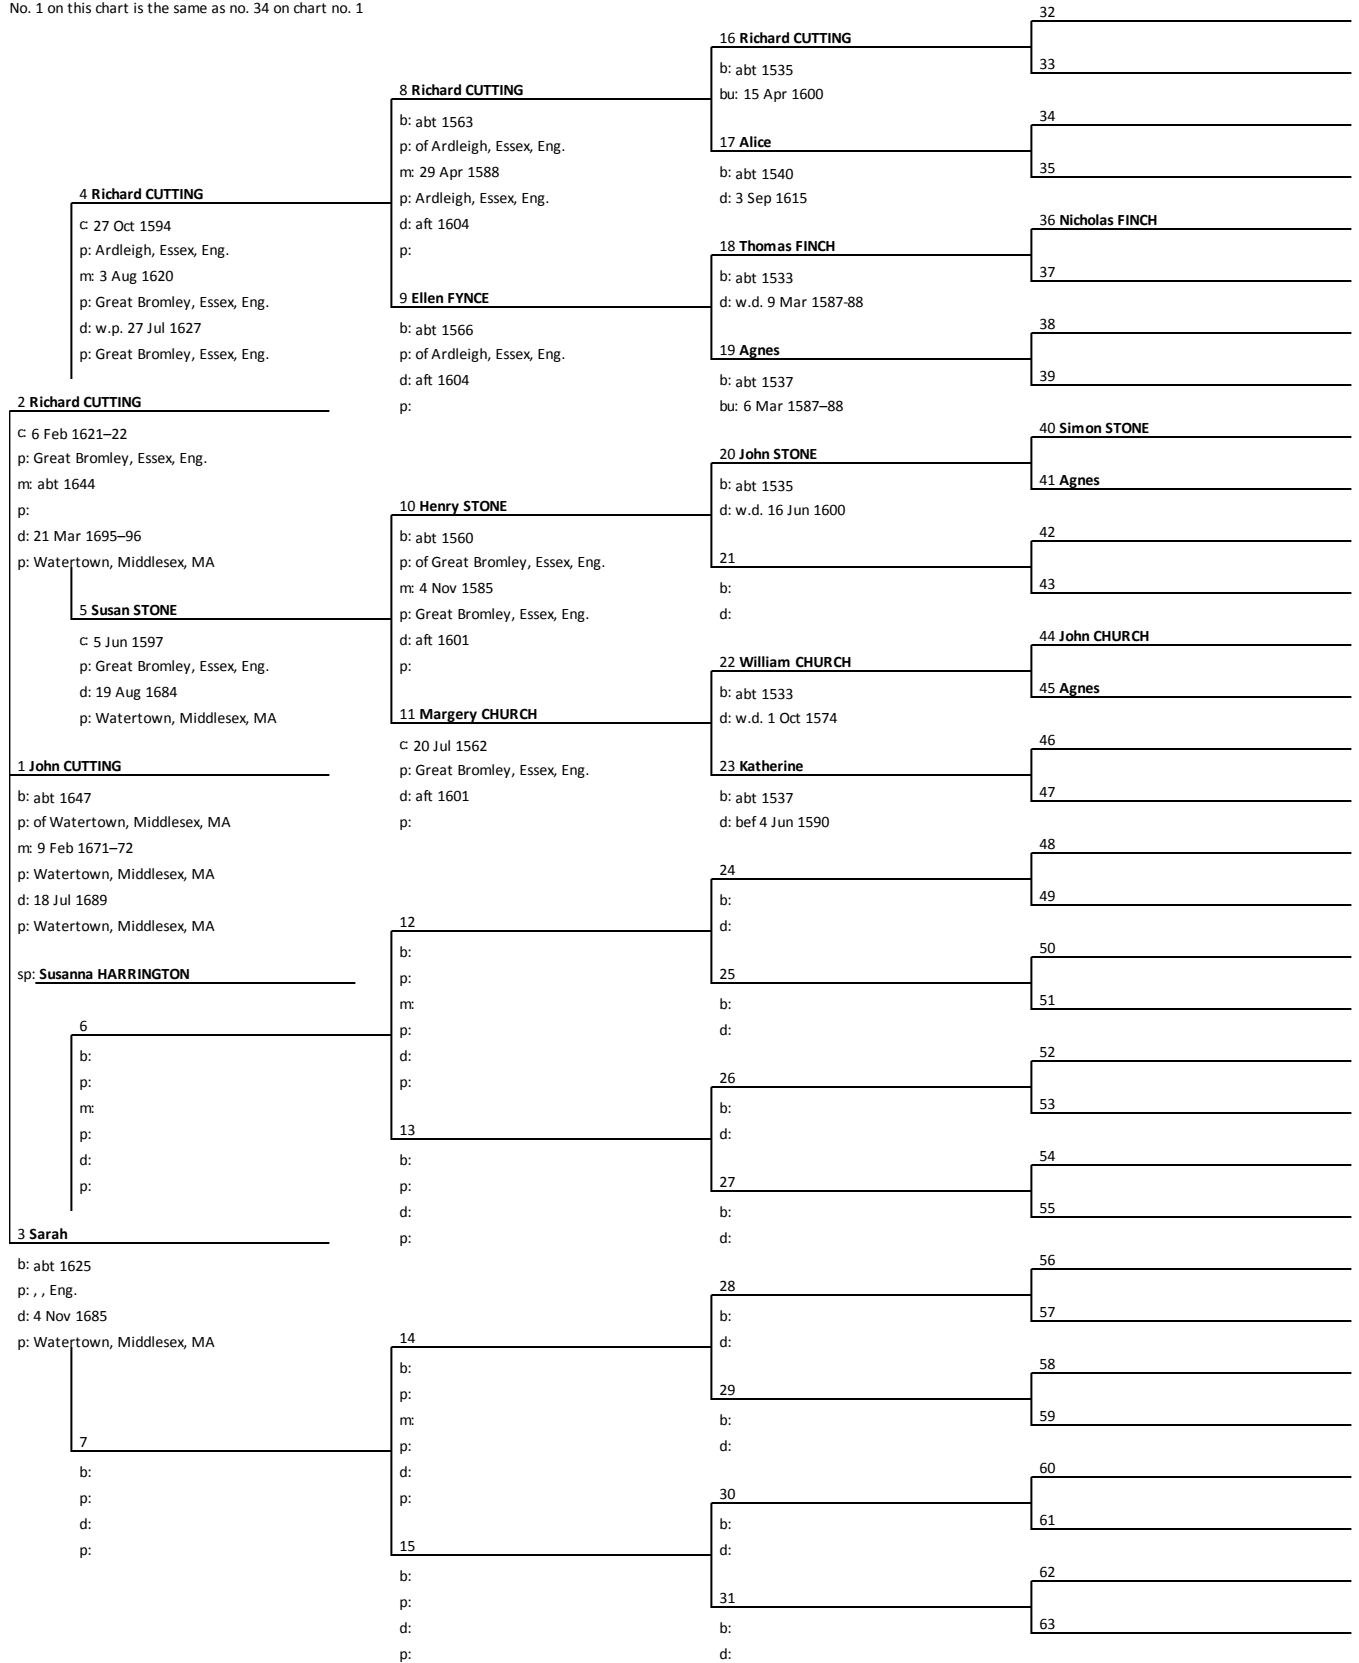 No. 1 on this chart is the same as no. 34 on chart no. 1
2 Richard CUTTING
c: 6 Feb 1621–22
p: Great Bromley, Essex, Eng.
m: abt 1644
p:
d: 21 Mar 1695–96
p: Watertown, Middlesex, MA
1 John CUTTING
b: abt 1647
p: of Watertown, Middlesex, MA
m: 9 Feb 1671–72
p: Watertown, Middlesex, MA
d: 18 Jul 1689
p: Watertown, Middlesex, MA
sp: Susanna HARRINGTON
3 Sarah
b: abt 1625
p: , , Eng.
d: 4 Nov 1685
p: Watertown, Middlesex, MA
4 Richard CUTTING
c: 27 Oct 1594
p: Ardleigh, Essex, Eng.
m: 3 Aug 1620
p: Great Bromley, Essex, Eng.
d: w.p. 27 Jul 1627
p: Great Bromley, Essex, Eng.
5 Susan STONE
c: 5 Jun 1597
p: Great Bromley, Essex, Eng.
d: 19 Aug 1684
p: Watertown, Middlesex, MA
6
b:
p:
m:
p:
d:
p:
7
b:
p:
d:
p:
8 Richard CUTTING
b: abt 1563
p: of Ardleigh, Essex, Eng.
m: 29 Apr 1588
p: Ardleigh, Essex, Eng.
d: aft 1604
p:
9 Ellen FYNCE
b: abt 1566
p: of Ardleigh, Essex, Eng.
d: aft 1604
p:
10 Henry STONE
b: abt 1560
p: of Great Bromley, Essex, Eng.
m: 4 Nov 1585
p: Great Bromley, Essex, Eng.
d: aft 1601
p:
11 Margery CHURCH
c: 20 Jul 1562
p: Great Bromley, Essex, Eng.
d: aft 1601
p:
12
b:
p:
m:
p:
d:
p:
13
b:
p:
d:
p:
14
b:
p:
m:
p:
d:
p:
15
b:
p:
d:
p:
16 Richard CUTTING
b: abt 1535
bu: 15 Apr 1600
17 Alice
b: abt 1540
d: 3 Sep 1615
18 Thomas FINCH
b: abt 1533
d: w.d. 9 Mar 1587-88
19 Agnes
b: abt 1537
bu: 6 Mar 1587–88
20 John STONE
b: abt 1535
d: w.d. 16 Jun 1600
21
b:
d:
22 William CHURCH
b: abt 1533
d: w.d. 1 Oct 1574
23 Katherine
b: abt 1537
d: bef 4 Jun 1590
24
b:
d:
25
b:
d:
26
b:
d:
27
b:
d:
28
b:
d:
29
b:
d:
30
b:
d:
31
b:
d:
32
33
34
35
36 Nicholas FINCH
37
38
39
40 Simon STONE
41 Agnes
42
43
44 John CHURCH
45 Agnes
46
47
48
49
50
51
52
53
54
55
56
57
58
59
60
61
62
63